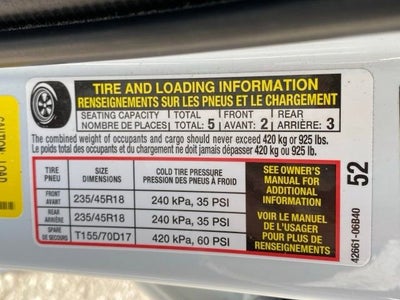 TIRE AND LOADING INFORMATION
RENSEIGNEMENTS SUR LES PNEUS ET LE CHARGEMENT
SEATING CAPACITY TOTAL FRONT REAR
NOMBRE DE PLACES TOTAL: 5 AVANT: 2 ARRIÈRE: 3
The combined weight of occupants and cargo should never exceed 420 kg or 925 lbs.
Le poids total des occupants et du chargement ne doit jamais dépasser 420 kg ou 925 lb.
TIRE SIZE COLD TIRE PRESSURE
PNEU DIMENSIONS PRESSION DES PNEUS À FROID
FRONT
AVANT 235/45R18 240 kPa, 35 PSI
REAR
ARRIÈRE 235/45R18 240 kPa, 35 PSI
SPARE
DE SECOURS T155/70D17 420 kPa, 60 PSI
SEE OWNER'S
MANUAL FOR
ADDITIONAL
INFORMATION
VOIR LE MANUEL
DE L'USAGER
POUR PLUS DE
RENSEIGNEMENTS
52
42661-06B40
CAUTION: LOAD